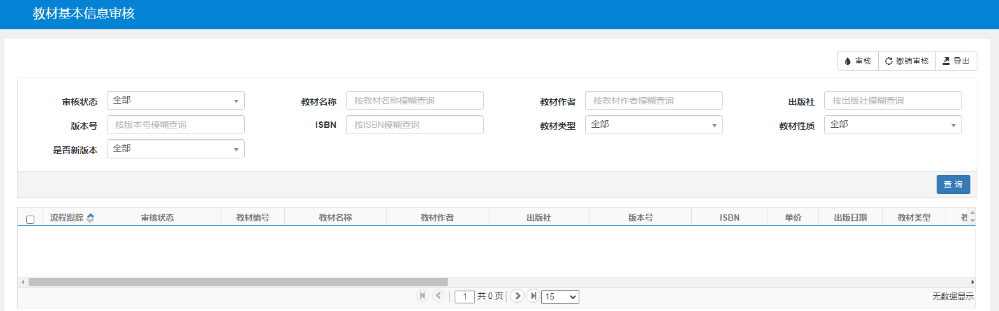 教材基本信息审核
审核 撤销审核 导出
审核状态 全部 教材名称 按教材名称模糊查询 教材作者 按教材作者模糊查询 出版社 按出版社模糊查询
版本号 按版本号模糊查询 ISBN 按ISBN模糊查询 教材类型 全部 教材性质 全部
是否新版本 全部
查 询
流程跟踪 审核状态 教材编号 教材名称 教材作者 出版社 版本号 ISBN 单价 出版日期 教材类型
1 共 0 页 15 无数据显示